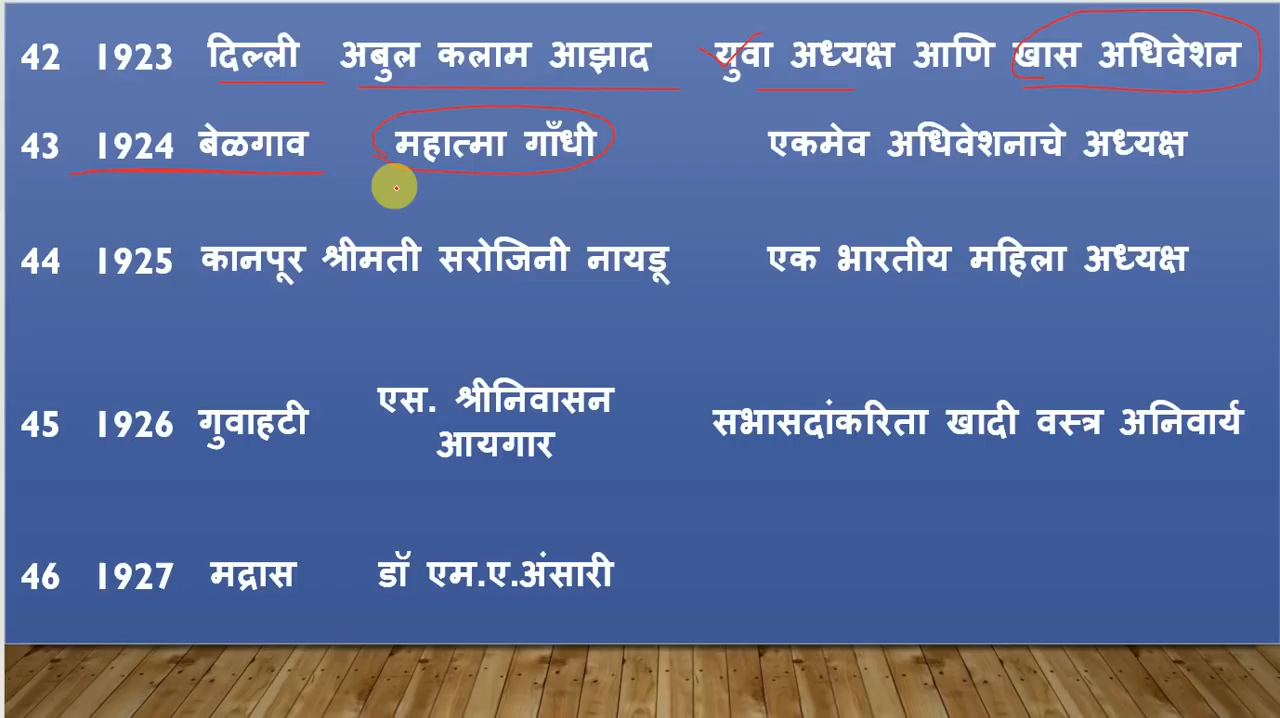 42 1923 दिल्ली अबुल कलाम आझाद युवा अध्यक्ष आणि खास अधिवेशन
43 1924 बेळगाव महात्मा गाँधी एकमेव अधिवेशनाचे अध्यक्ष
44 1925 कानपूर श्रीमती सरोजिनी नायडू एक भारतीय महिला अध्यक्ष
45 1926 गुवाहटी एस. श्रीनिवासन आयगार सभासदांकरिता खादी वस्त्र अनिवार्य
46 1927 मद्रास डॉ एम.ए.अंसारी